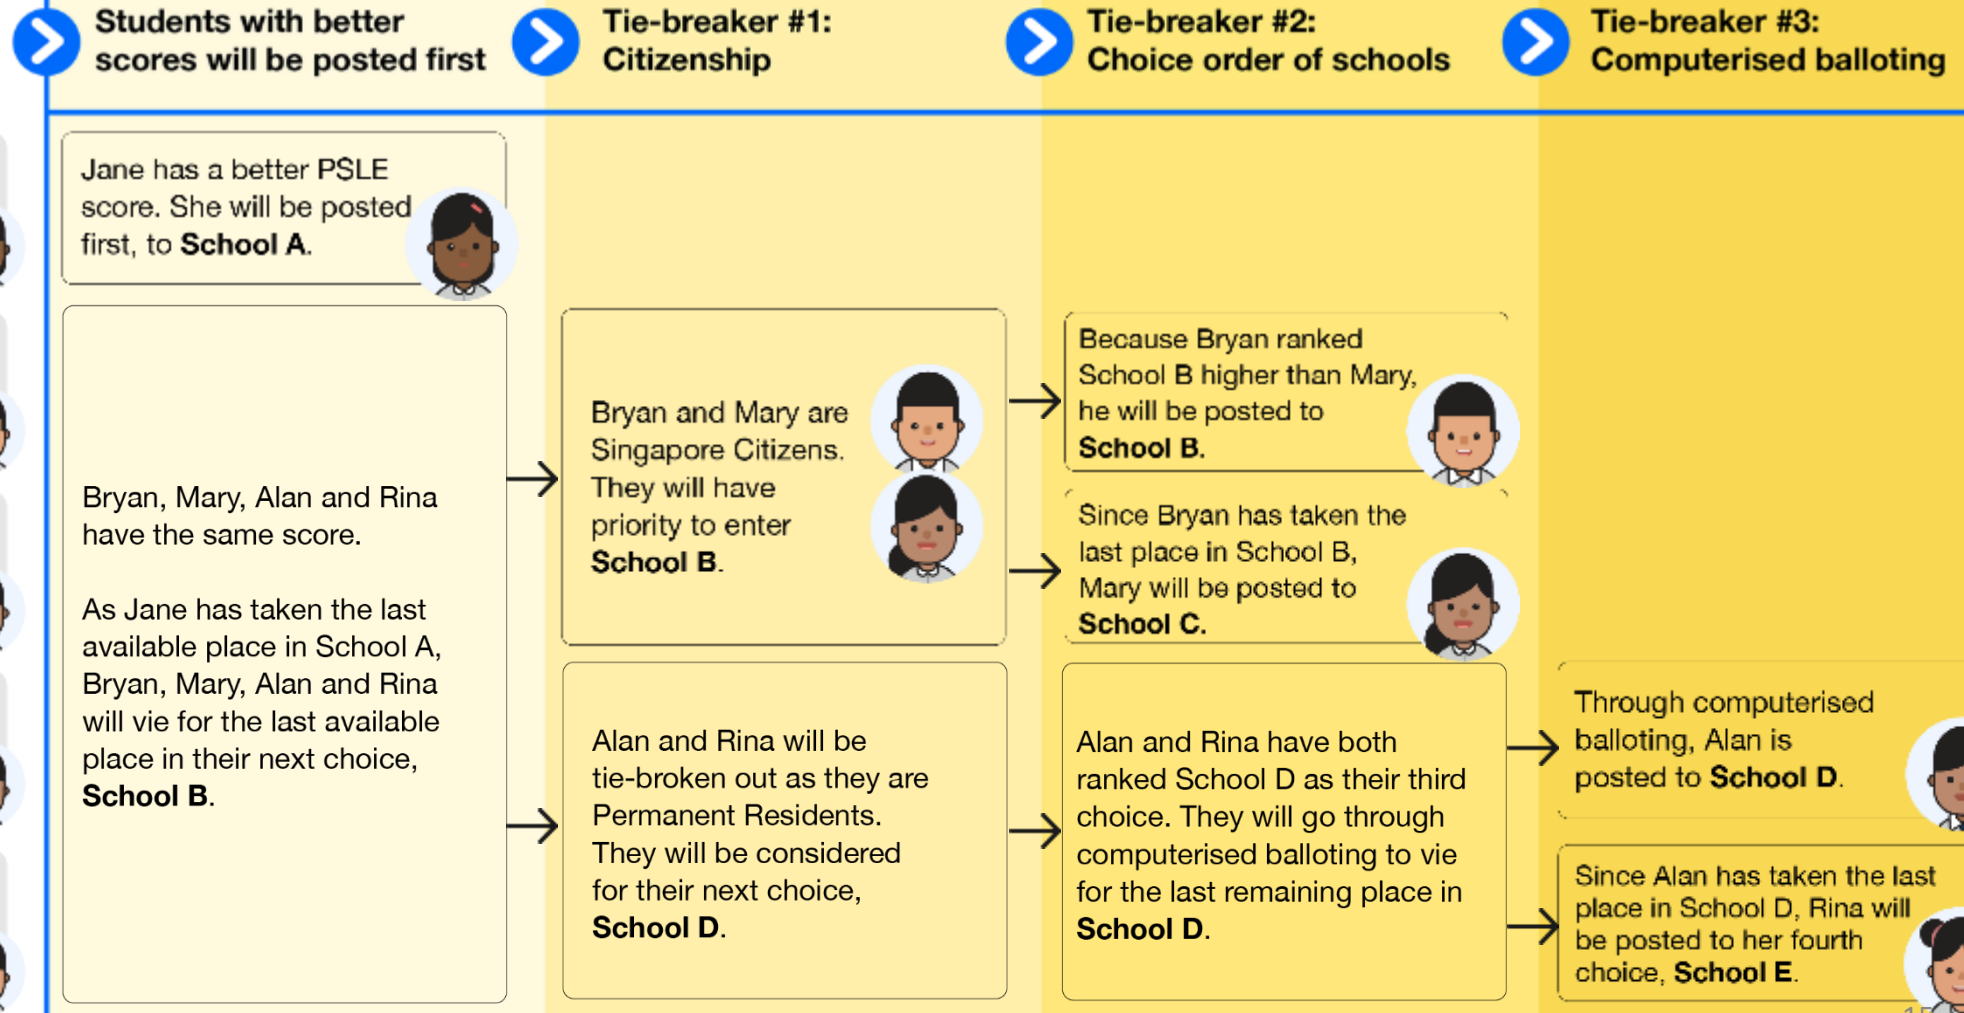 Students with better
scores will be posted first
Tie-breaker #1:
Citizenship
Tie-breaker #2:
Choice order of schools
Tie-breaker #3:
Computerised balloting
Jane has a better PSLE
score. She will be posted
first, to School A.
Bryan, Mary, Alan and Rina
have the same score.
As Jane has taken the last
available place in School A,
Bryan, Mary, Alan and Rina
will vie for the last available
place in their next choice,
School B.
Bryan and Mary are
Singapore Citizens.
They will have
priority to enter
School B.
Alan and Rina will be
tie-broken out as they are
Permanent Residents.
They will be considered
for their next choice,
School D.
Because Bryan ranked
School B higher than Mary,
he will be posted to
School B.
Since Bryan has taken the
last place in School B,
Mary will be posted to
School C.
Alan and Rina have both
ranked School D as their third
choice. They will go through
computerised balloting to vie
for the last remaining place in
School D.
Through computerised
balloting, Alan is
posted to School D.
Since Alan has taken the last
place in School D, Rina will
be posted to her fourth
choice, School E.